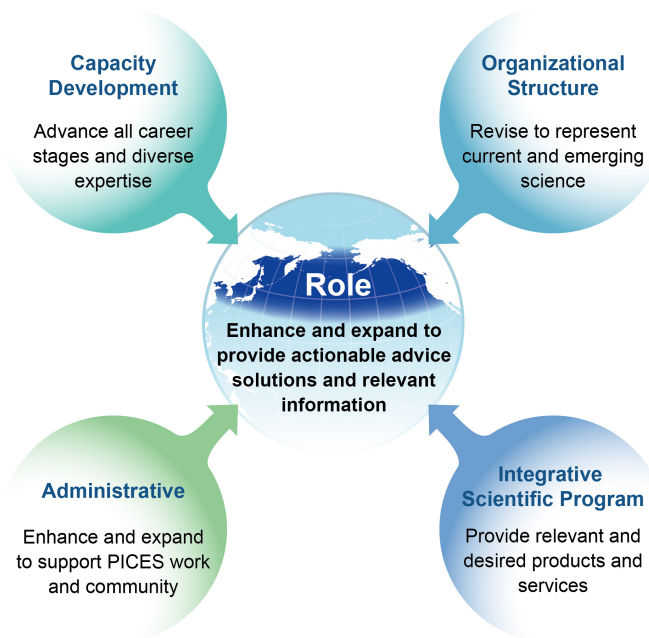 Capacity
Development
Advance all career
stages and diverse
expertise
Organizational
Structure
Revise to represent
current and emerging
science
Role
Enhance and expand to
provide actionable advice
solutions and relevant
information
Administrative
Enhance and expand
to support PICES work
and community
Integrative
Scientific Program
Provide relevant and
desired products and
services